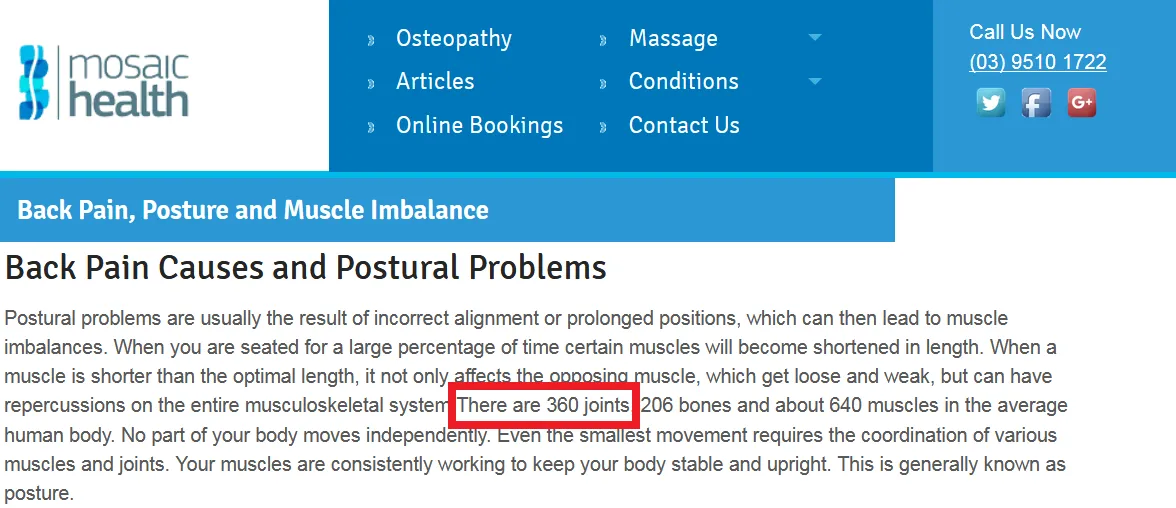 mosaic
health
Osteopathy
Massage
Articles
Conditions
Online Bookings
Contact Us
Call Us Now
(03) 9510 1722
G+
Back Pain, Posture and Muscle Imbalance
Back Pain Causes and Postural Problems
Postural problems are usually the result of incorrect alignment or prolonged positions, which can then lead to muscle
imbalances. When you are seated for a large percentage of time certain muscles will become shortened in length. When a
muscle is shorter than the optimal length, it not only affects the opposing muscle, which get loose and weak, but can have
repercussions on the entire musculoskeletal system There are 360 joints 206 bones and about 640 muscles in the average
human body. No part of your body moves independently. Even the smallest movement requires the coordination of various
muscles and joints. Your muscles are consistently working to keep your body stable and upright. This is generally known as
posture.